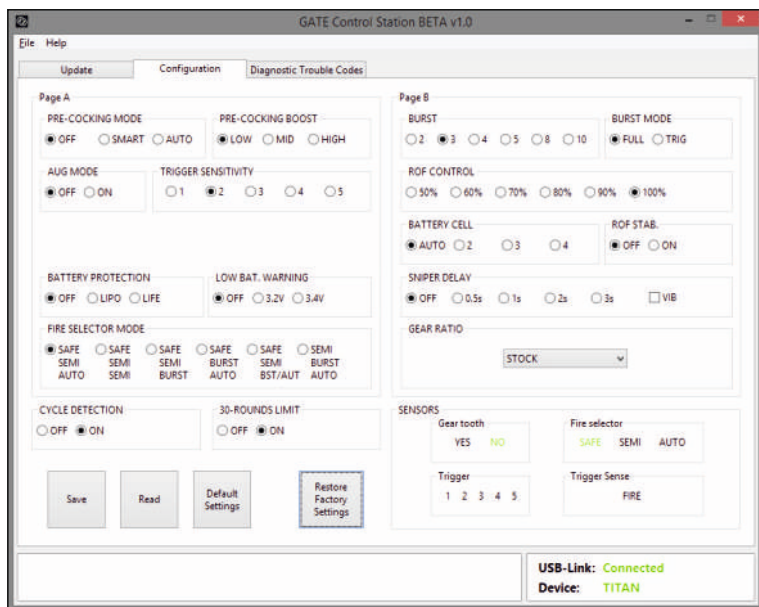 GATE Control Station BETA v1.0
File Help
Update Configuration Diagnostic Trouble Codes
Page A
PRE-COCKING MODE PRE-COCKING BOOST
OFF SMART AUTO LOW MID HIGH
AUG MODE TRIGGER SENSITIVITY
OFF ON 1 2 3 4 5
BATTERY PROTECTION LOW BAT. WARNING
OFF LIPO LIFE OFF 3.2V 3.4V
FIRE SELECTOR MODE
SAFE SAFE SAFE SAFE SAFE SEMI
SEMI SEMI SEMI BURST SEMI BURST
AUTO SEMI BURST AUTO BST/AUT AUTO
CYCLE DETECTION 30-ROUNDS LIMIT
OFF ON OFF ON
Save Read Default Settings Restore Factory Settings
Page B
BURST BURST MODE
2 3 4 5 8 10 FULL TRIG
ROF CONTROL
50% 60% 70% 80% 90% 100%
BATTERY CELL ROF STAB.
AUTO 2 3 4 OFF ON
SNIPER DELAY
OFF 0.5s 1s 2s 3s VIB
GEAR RATIO
STOCK
SENSORS
Gear tooth Fire selector
YES NO SAFE SEMI AUTO
Trigger Trigger Sense
1 2 3 4 5 FIRE
USB-Link: Connected
Device: TITAN